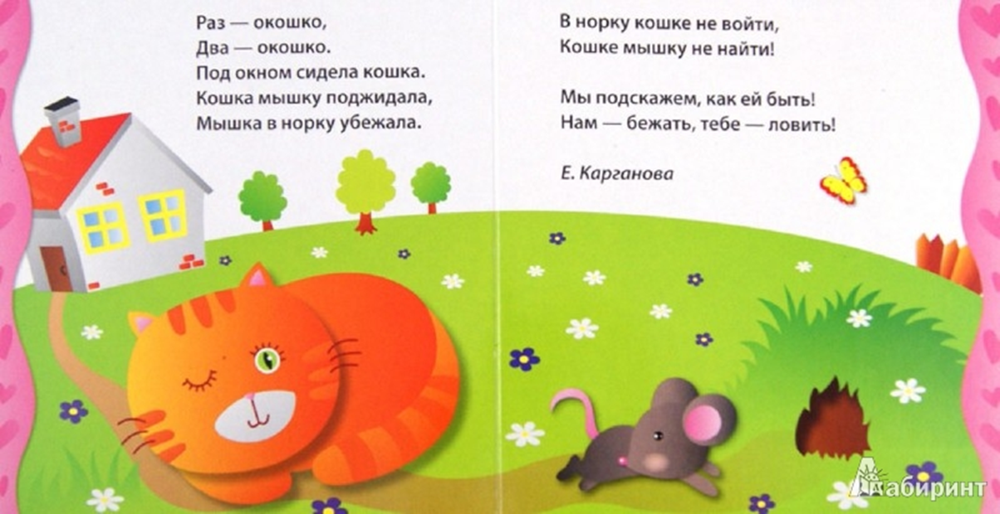 Раз — окошко,
Два — окошко.
Под окном сидела кошка.
Кошка мышку поджидала,
Мышка в норку убежала.
В норку кошке не войти,
Кошке мышку не найти!
Мы подскажем, как ей быть!
Нам — бежать, тебе — ловить!
Е. Карганова
Лабиринт